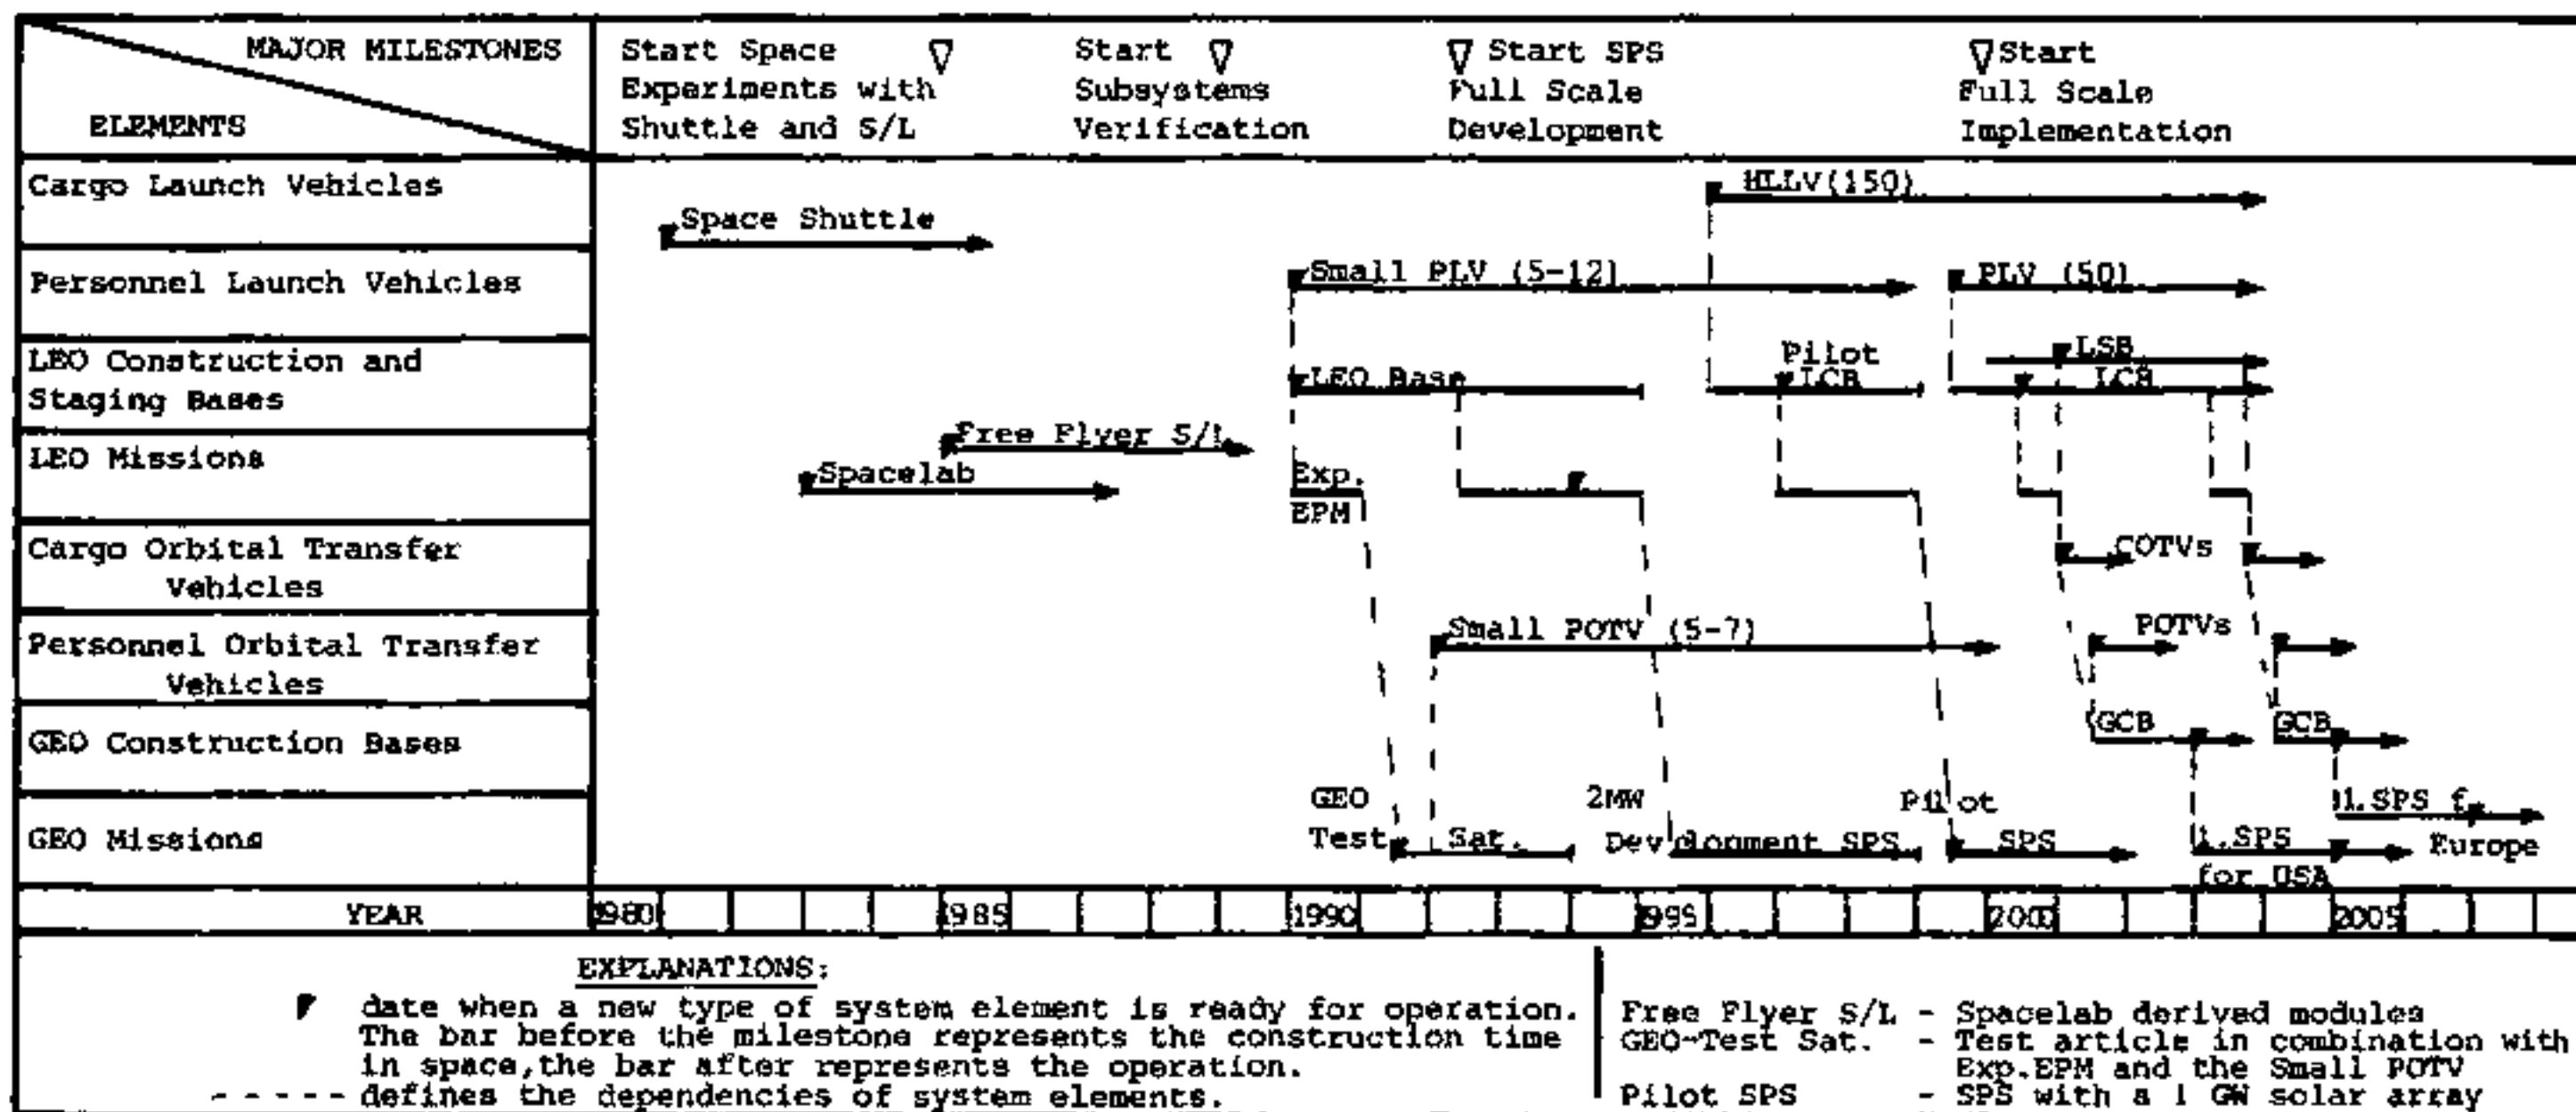 MAJOR MILESTONES
ELEMENTS
Start Space
Experiments with
Shuttle and S/L
Start
Subsystems
Verification
Start SPS
Full Scale
Development
Start
Full Scale
Implementation
Cargo Launch Vehicles
HLLV(150)
Space Shuttle
Personnel Launch Vehicles
Small PLV (5-12)
PLV (50)
LEO Construction and
Staging Bases
LEO Base
Pilot
LCB
LSB
LCB
LEO Missions
Free Flyer S/L
Spacelab
Exp.
EPM
Cargo Orbital Transfer
Vehicles
COTVs
Personnel Orbital Transfer
Vehicles
Small POTV (5-7)
POTVs
GEO Construction Bases
GCB
GCB
GEO Missions
GEO
Test Sat.
2MW
Development SPS
Pilot
SPS
1.SPS
for USA
1.SPS f.
Europe
YEAR 1980 1985 1990 1995 2000 2005
EXPLANATIONS:
date when a new type of system element is ready for operation.
The bar before the milestone represents the construction time
in space,the bar after represents the operation.
- - - - - defines the dependencies of system elements.
Free Flyer S/L - Spacelab derived modules
GEO-Test Sat. - Test article in combination with
Exp.EPM and the Small POTV
Pilot SPS - SPS with a 1 GW solar array